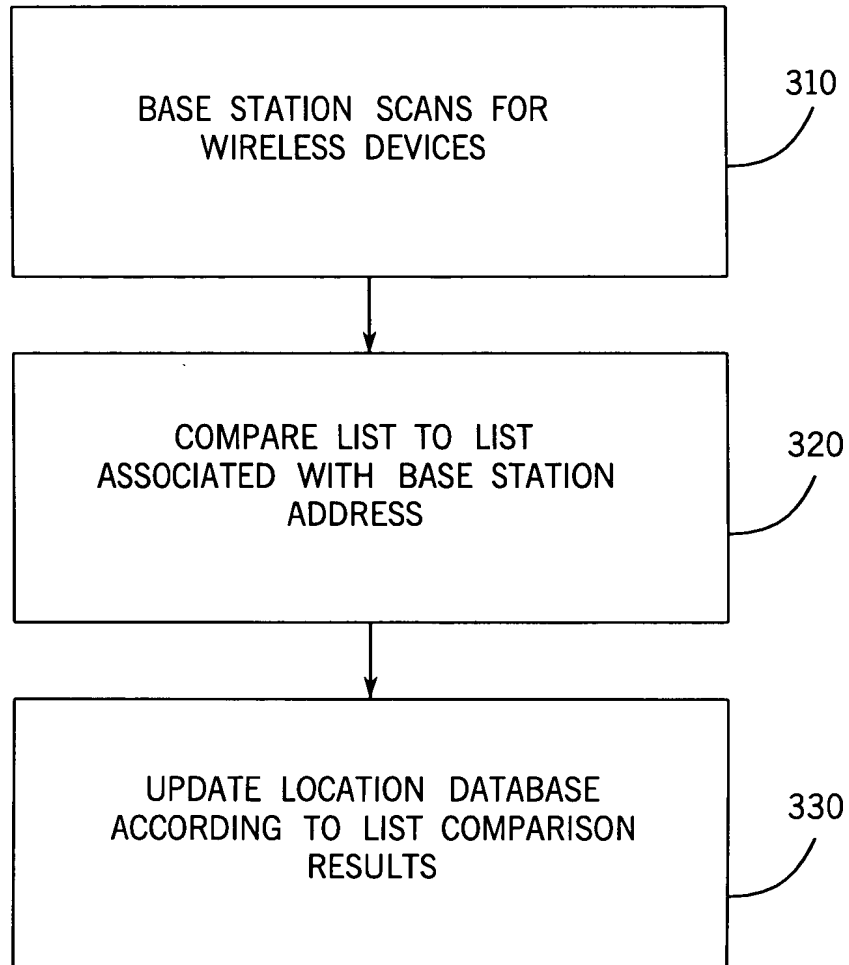 BASE STATION SCANS FOR
WIRELESS DEVICES
310
COMPARE LIST TO LIST
ASSOCIATED WITH BASE STATION
ADDRESS
320
UPDATE LOCATION DATABASE
ACCORDING TO LIST COMPARISON
RESULTS
330